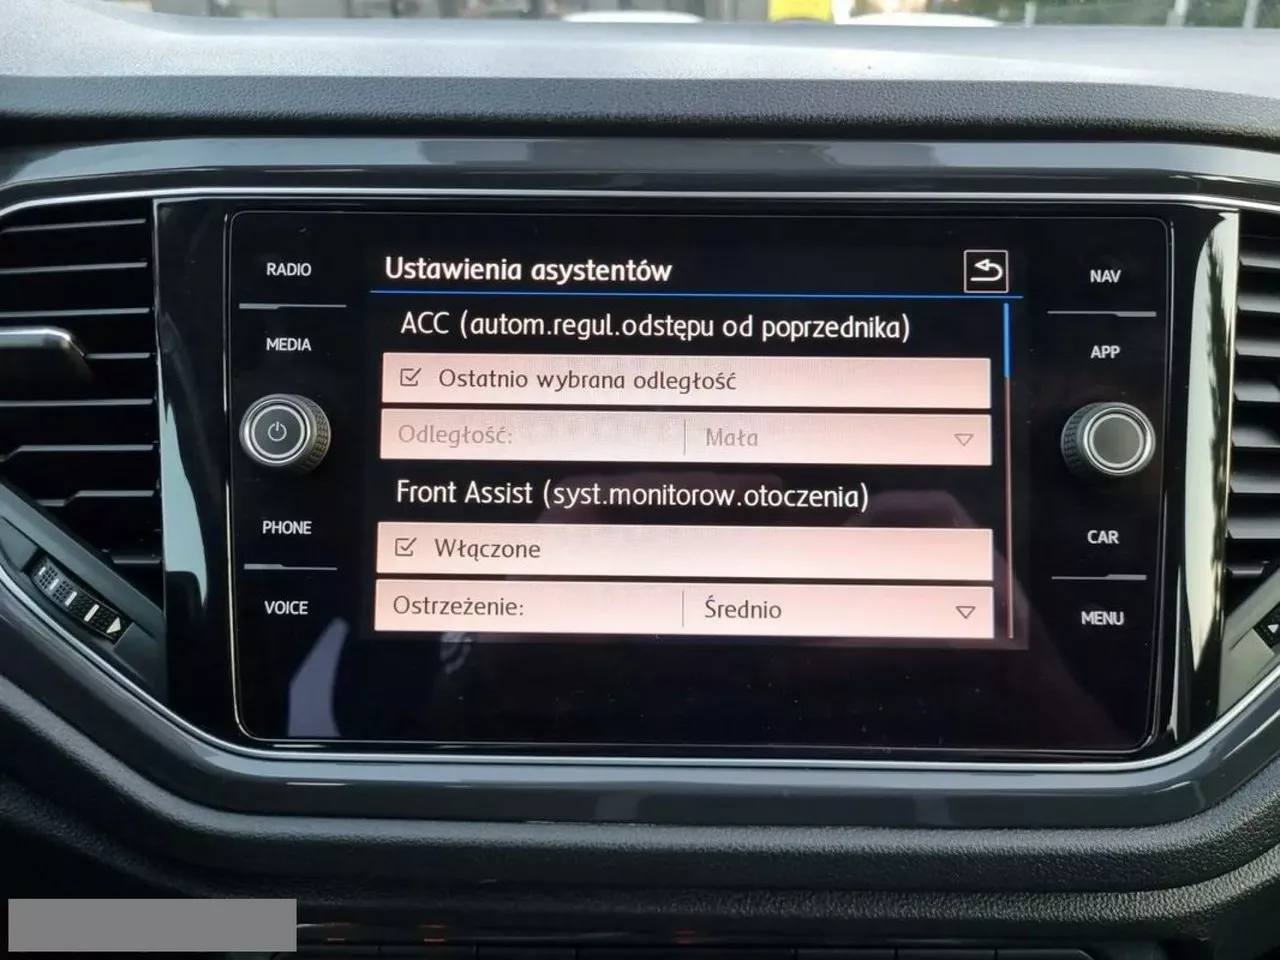 RADIO
MEDIA
PHONE
VOICE
Ustawienia asystentów
ACC (autom.regul.odstępu od poprzednika)
Ostatnio wybrana odległość
Odległość: Mała
Front Assist (syst.monitorow.otoczenia)
Włączone
Ostrzeżenie: Średnio
NAV
APP
CAR
MENU